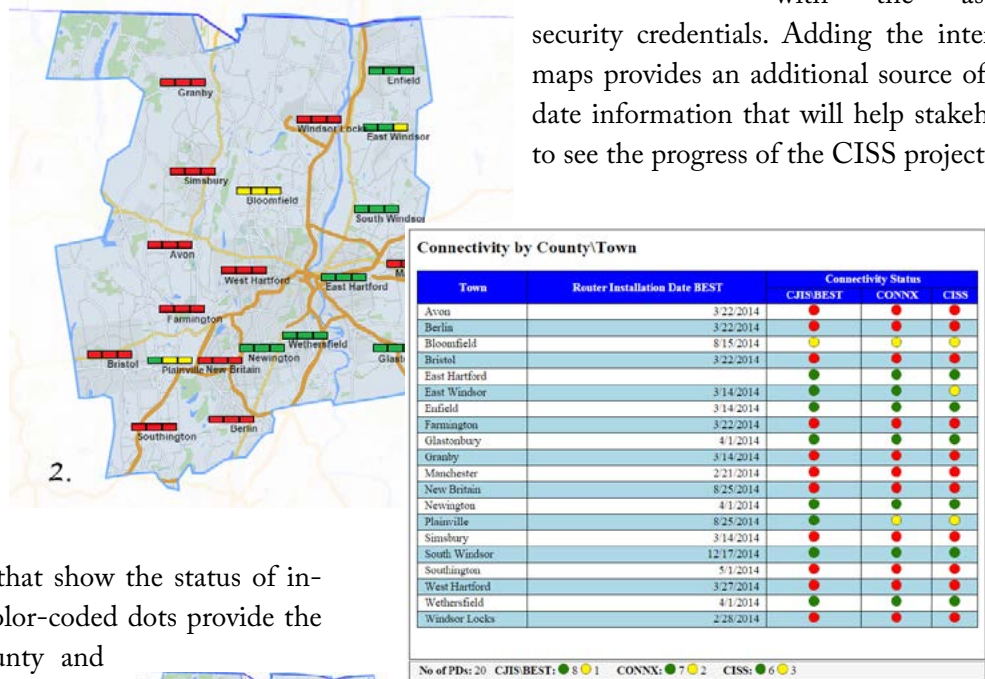 with the as
security credentials. Adding the inter
maps provides an additional source of
date information that will help stakeh
to see the progress of the CISS project
Granby
Enfield
Windsor Lock
East Windsor
Simsbury
Bloomfield
South Windsor
Avon
West Hartford
M
East Hartford
Farmington
Wethersfield
Bristol
Plainville
New Britain
Newington
Glast
Southington
Berlin
2.
that show the status of in-
olor-coded dots provide the
unty and
Connectivity by County\Town
Town Router Installation Date BEST Connectivity Status
CJIS\BEST CONNX CISS
Avon 3/22/2014
Berlin 3/22/2014
Bloomfield 8/15/2014
Bristol 3/22/2014
East Hartford
East Windsor 3/14/2014
Enfield 3/14/2014
Farmington 3/22/2014
Glastonbury 4/1/2014
Granby 3/14/2014
Manchester 2/21/2014
New Britain 8/25/2014
Newington 4/1/2014
Plainville 8/25/2014
Simsbury 3/14/2014
South Windsor 12/17/2014
Southington 5/1/2014
West Hartford 3/27/2014
Wethersfield 4/1/2014
Windsor Locks 2/28/2014
No of PDs: 20 CJIS\BEST: 8 1 CONNX: 7 2 CISS: 6 3